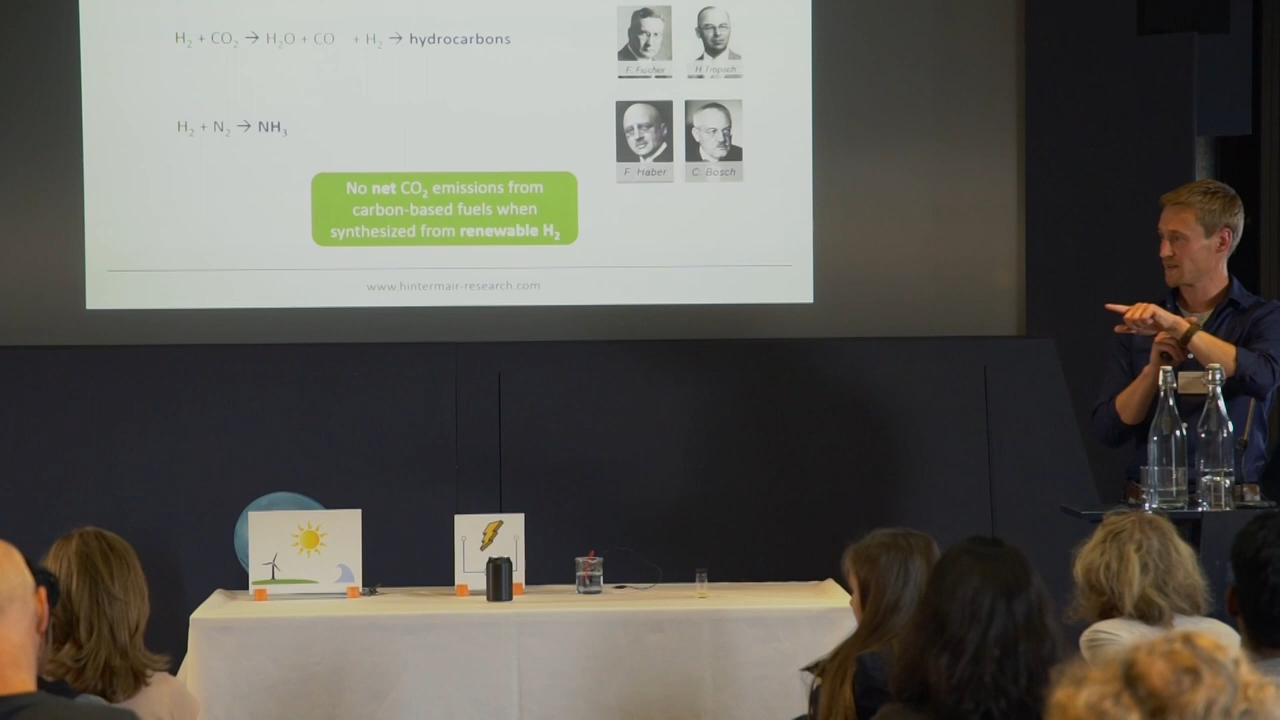 H₂ + CO₂ → H₂O + CO + H₂ → hydrocarbons
F. Fischer
H. Tropsch
H₂ + N₂ → NH₃
F. Haber
C. Bosch
No net CO₂ emissions from
carbon-based fuels when
synthesized from renewable H₂
www.hintermair-research.com